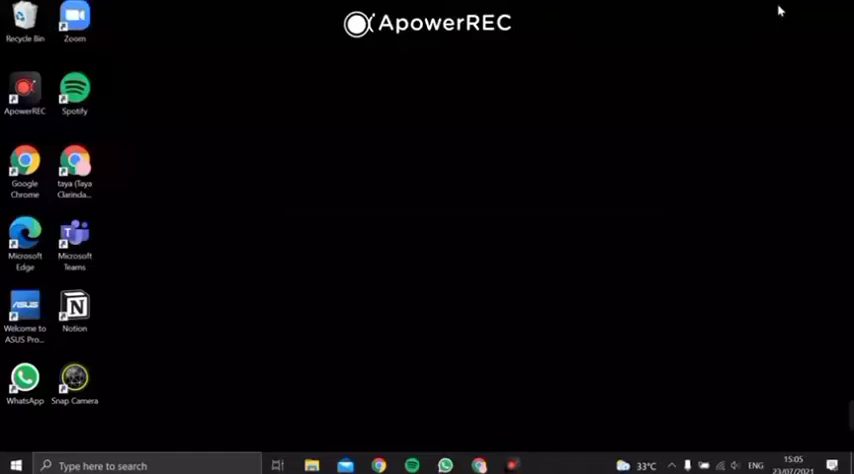 ApowerREC
Recycle Bin
Zoom
ApowerREC
Spotify
Google
Chrome
taya (Taya
Clarinda...
Microsoft
Edge
Microsoft
Teams
ASUS
Welcome to
ASUS Pro...
Notion
WhatsApp
Snap Camera
Type here to search
33°C
ENG
15:05
23/07/2021